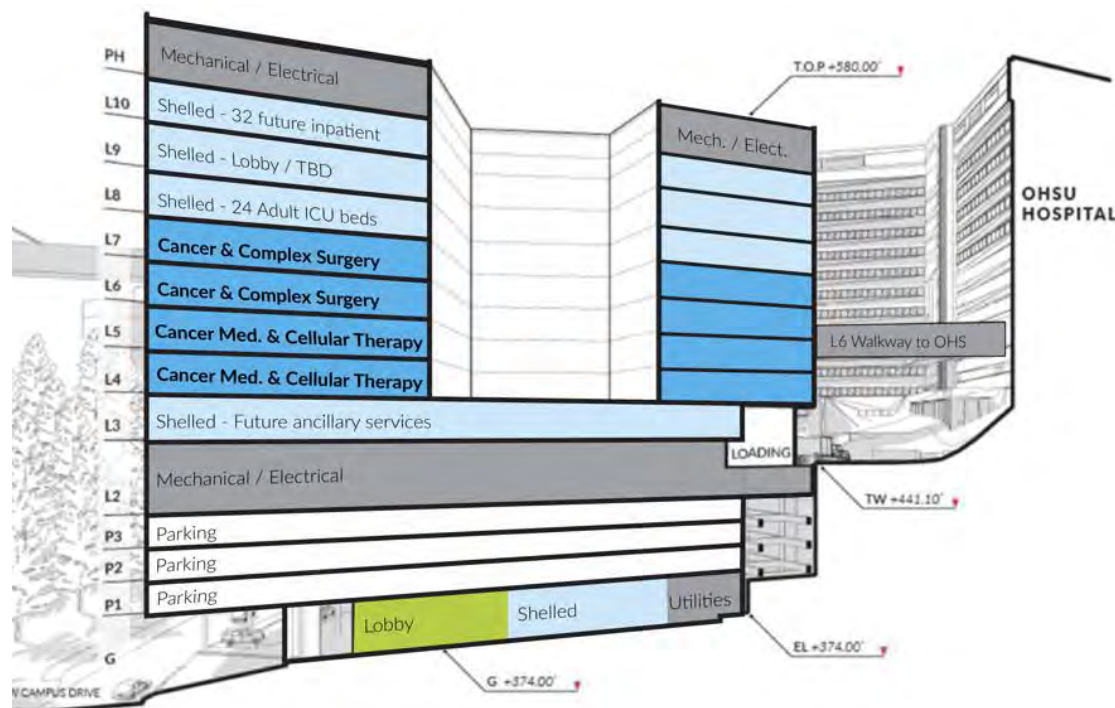 PH
Mechanical / Electrical
T.O.P +580.00'
L10
Shelled - 32 future inpatient
Mech. / Elect.
L9
Shelled - Lobby / TBD
L8
Shelled - 24 Adult ICU beds
OHSU
HOSPITAL
L7
Cancer & Complex Surgery
L6
Cancer & Complex Surgery
L5
Cancer Med. & Cellular Therapy
L6 Walkway to OHS
L4
Cancer Med. & Cellular Therapy
L3
Shelled - Future ancillary services
LOADING
Mechanical / Electrical
L2
TW +441.10'
P3
Parking
P2
Parking
P1
Parking
Lobby
Shelled
Utilities
G
EL +374.00'
G +374.00'
W CAMPUS DRIVE